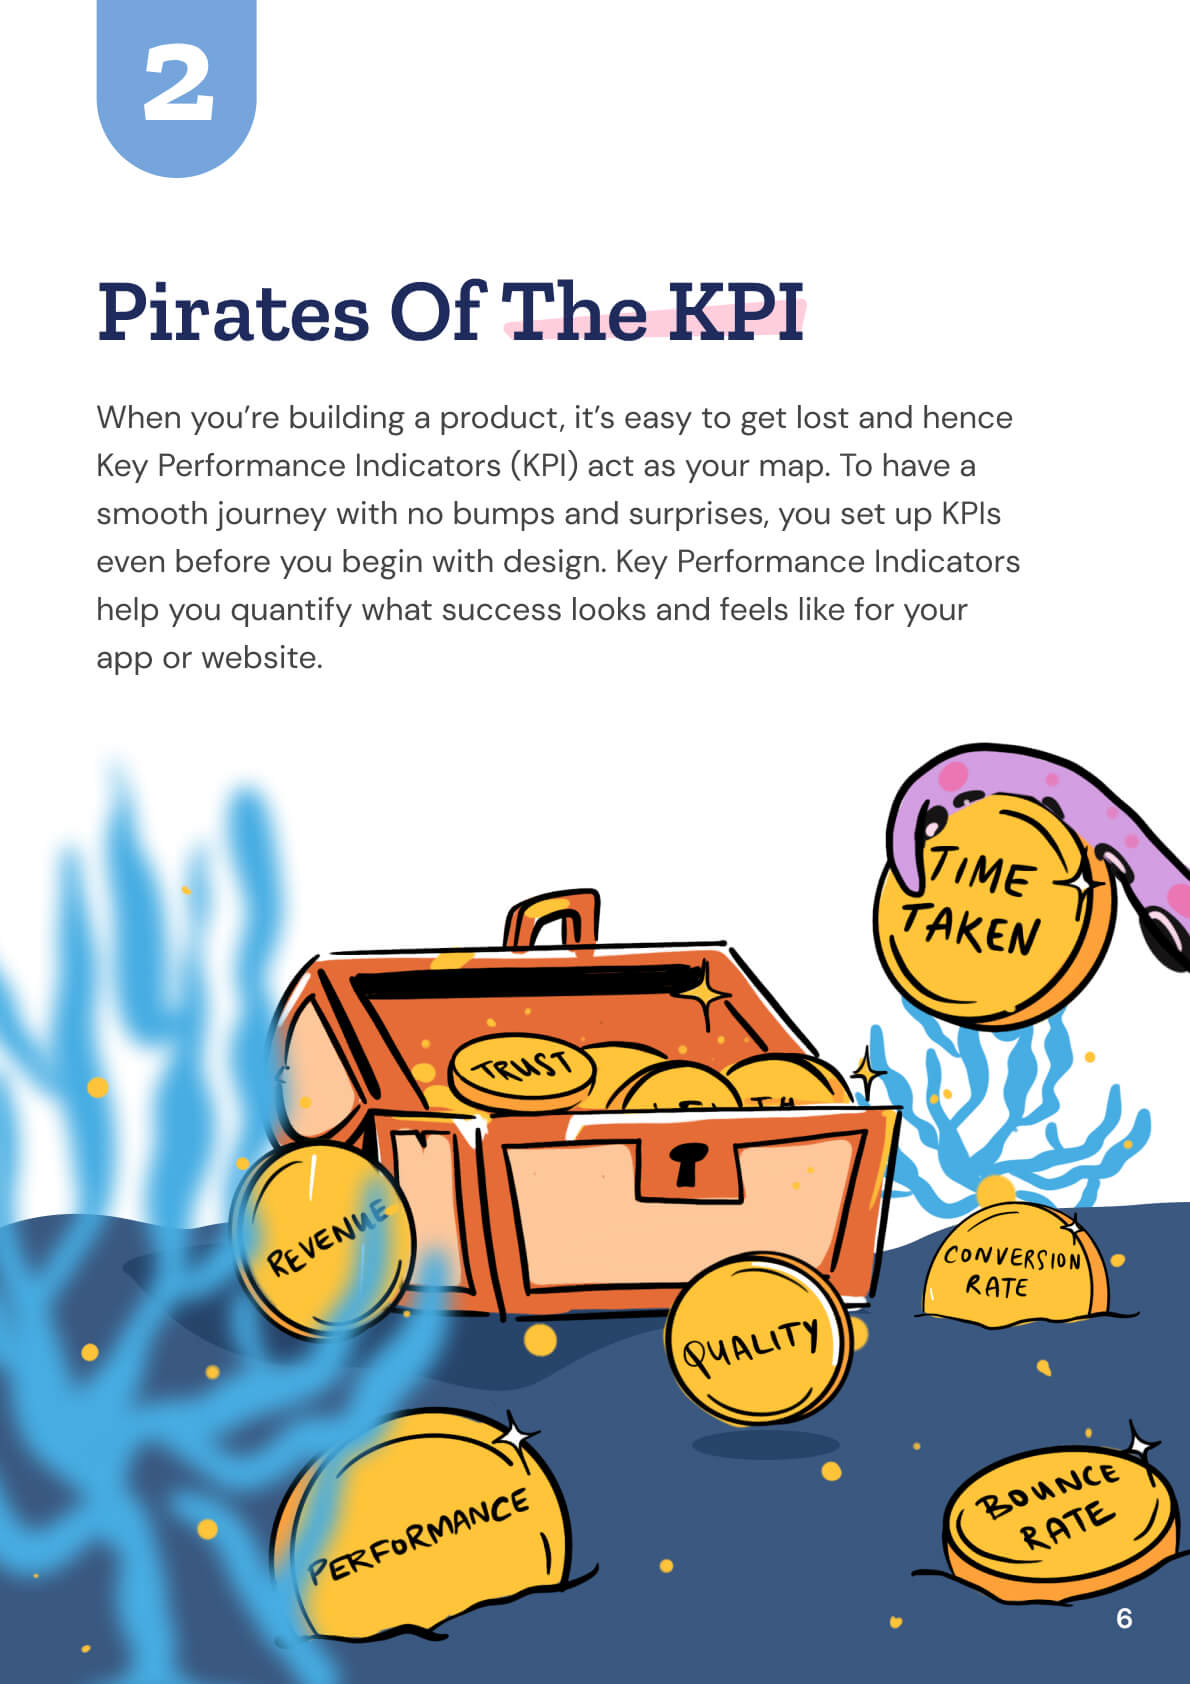 2
Pirates Of The KPI
When you’re building a product, it’s easy to get lost and hence
Key Performance Indicators (KPI) act as your map. To have a
smooth journey with no bumps and surprises, you set up KPIs
even before you begin with design. Key Performance Indicators
help you quantify what success looks and feels like for your
app or website.
TIME
TAKEN
TRUST
REVENUE
CONVERSION
RATE
QUALITY
PERFORMANCE
BOUNCE
RATE
6